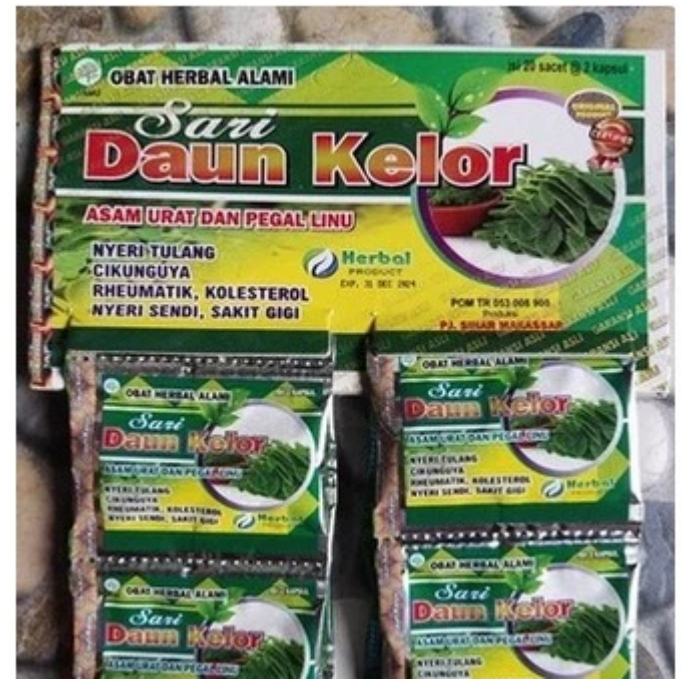 OBAT HERBAL ALAMI
isi 20 sacet @ 2 kapsul
Sari
Daun Kelor
ORIGINAL
PRODUCT
ASAM URAT DAN PEGAL LINU
NYERI TULANG
CIKUNGUYA
RHEUMATIK, KOLESTEROL
NYERI SENDI, SAKIT GIGI
Herbal
PRODUCT
EXP. 31 DEC 2024
POM TR 053 008 900
Produksi
PJ. SINAR MAKASSAR
GARANSI ASLI
OBAT HERBAL ALAMI
Sari
Daun Kelor
ASAM URAT DAN PEGAL LINU
NYERI TULANG
CIKUNGUYA
RHEUMATIK, KOLESTEROL
NYERI SENDI, SAKIT GIGI
Herbal
OBAT HERBAL ALAMI
Sari
Daun Kelor
ASAM URAT DAN PEGAL LINU
NYERI TULANG
CIKUNGUYA
RHEUMATIK, KOLESTEROL
NYERI SENDI, SAKIT GIGI
Herbal
OBAT HERBAL ALAMI
Sari
Daun Kelor
ASAM URAT DAN PEGAL LINU
OBAT HERBAL ALAMI
Sari
Daun Kelor
ASAM URAT DAN PEGAL LINU
NYERI TULANG
CIKUNGUYA